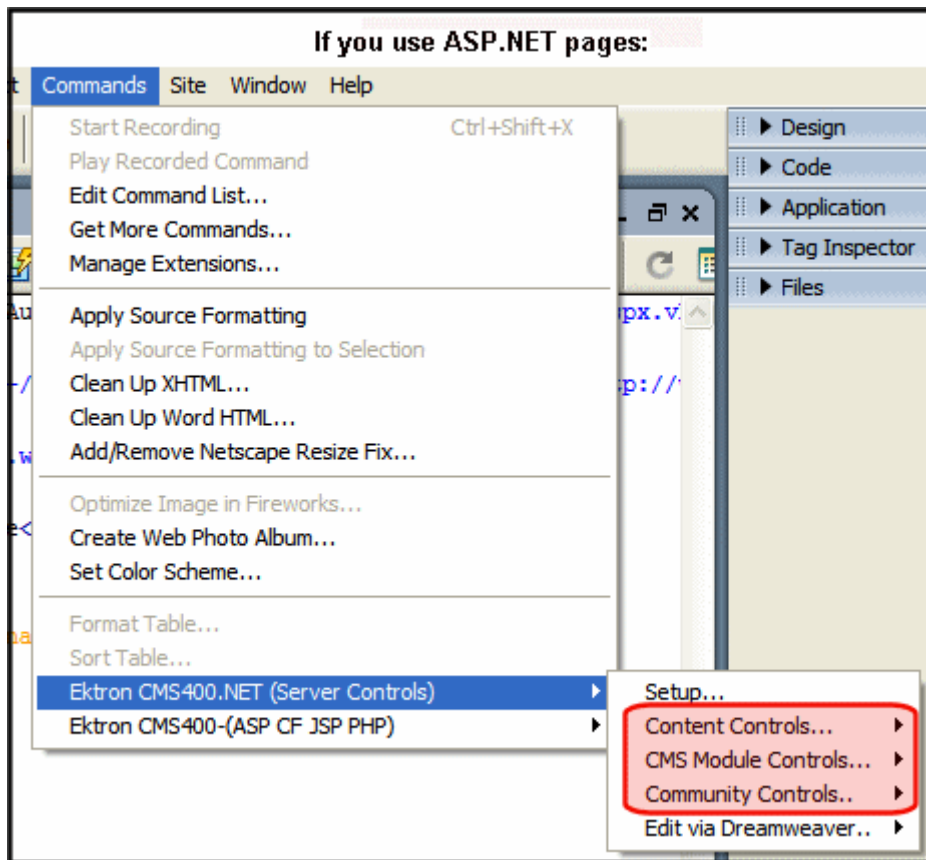 If you use ASP.NET pages:
Commands Site Window Help
Start Recording Ctrl+Shift+X
Play Recorded Command
Edit Command List...
Get More Commands...
Manage Extensions...
Apply Source Formatting
Apply Source Formatting to Selection
Clean Up XHTML...
Clean Up Word HTML...
Add/Remove Netscape Resize Fix...
Optimize Image in Fireworks...
Create Web Photo Album...
Set Color Scheme...
Format Table...
Sort Table...
Ektron CMS400.NET (Server Controls)
Ektron CMS400-(ASP CF JSP PHP)
Setup...
Content Controls...
CMS Module Controls...
Community Controls..
Edit via Dreamweaver..
Design
Code
Application
Tag Inspector
Files